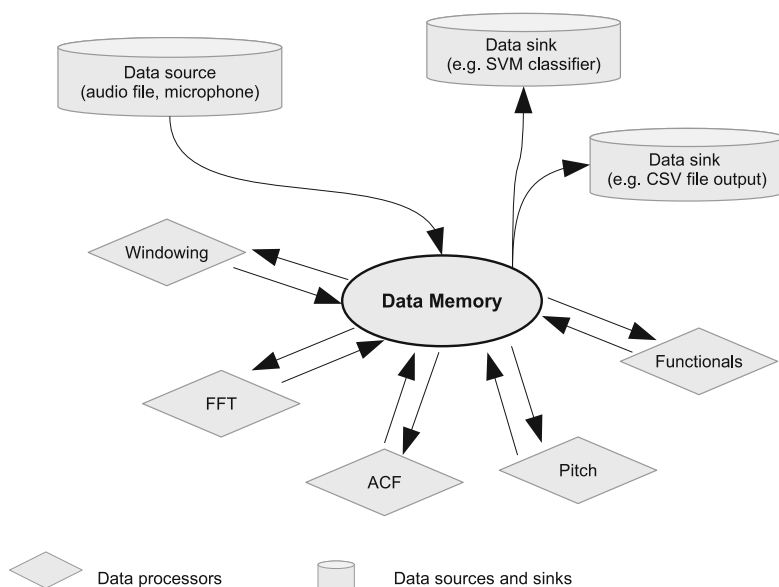 Data source
(audio file, microphone)
Data sink
(e.g. SVM classifier)
Data sink
(e.g. CSV file output)
Windowing
Data Memory
Functionals
FFT
ACF
Pitch
Data processors
Data sources and sinks